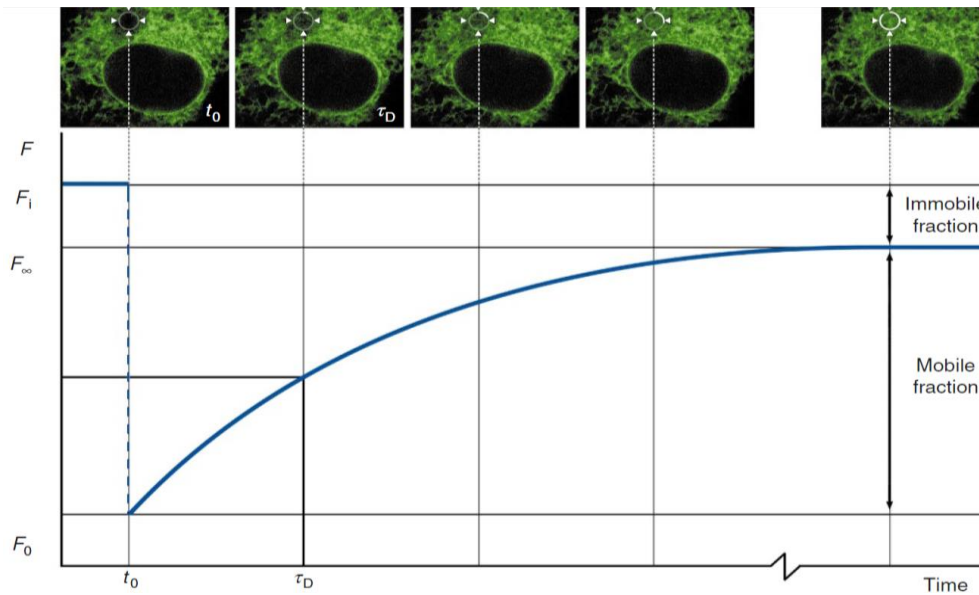 t₀
τD
F
Fᵢ
F∞
F₀
Immobile
fraction
Mobile
fraction
t₀
τD
Time